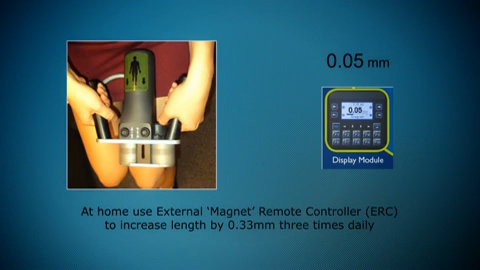 0.05 mm
0.05
Display Module
At home use External ‘Magnet’ Remote Controller (ERC)
to increase length by 0.33mm three times daily